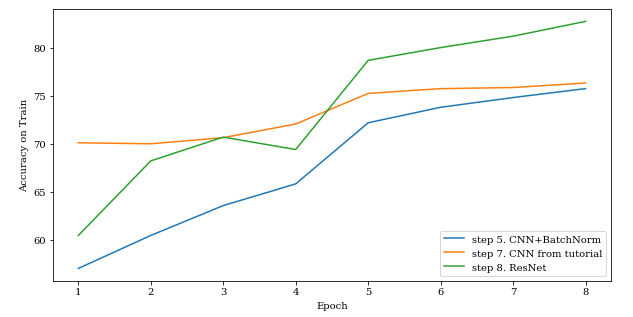 Accuracy on Train
80
75
70
65
60
step 5. CNN+BatchNorm
step 7. CNN from tutorial
step 8. ResNet
1 2 3 4 5 6 7 8
Epoch